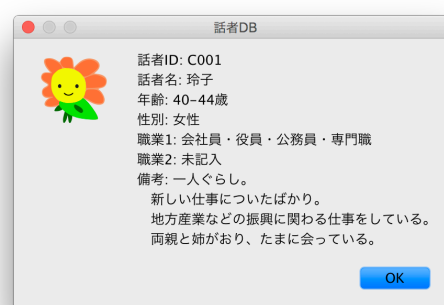 話者DB
話者ID: C001
話者名: 玲子
年齢: 40-44歳
性別: 女性
職業1: 会社員・役員・公務員・専門職
職業2: 未記入
備考: 一人ぐらし。
新しい仕事についたばかり。
地方産業などの振興に関わる仕事をしている。
両親と姉がおり、たまに会っている。
OK